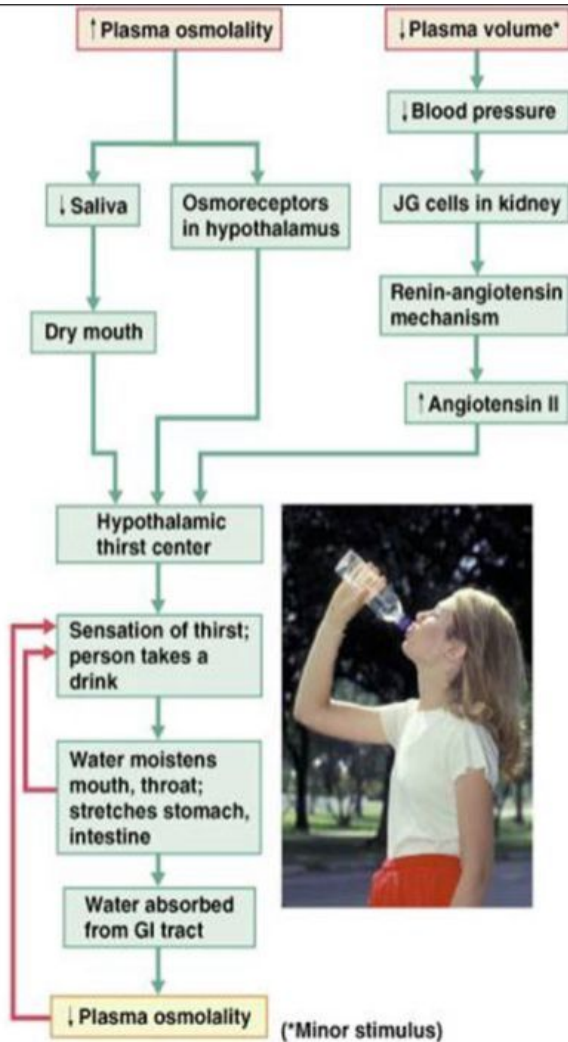 ↑ Plasma osmolality
↓ Plasma volume*
↓ Blood pressure
↓ Saliva
Osmoreceptors
in hypothalamus
JG cells in kidney
Renin-angiotensin
mechanism
Dry mouth
↑ Angiotensin II
Hypothalamic
thirst center
Sensation of thirst;
person takes a
drink
Water moistens
mouth, throat;
stretches stomach,
intestine
Water absorbed
from GI tract
↓ Plasma osmolality
(*Minor stimulus)